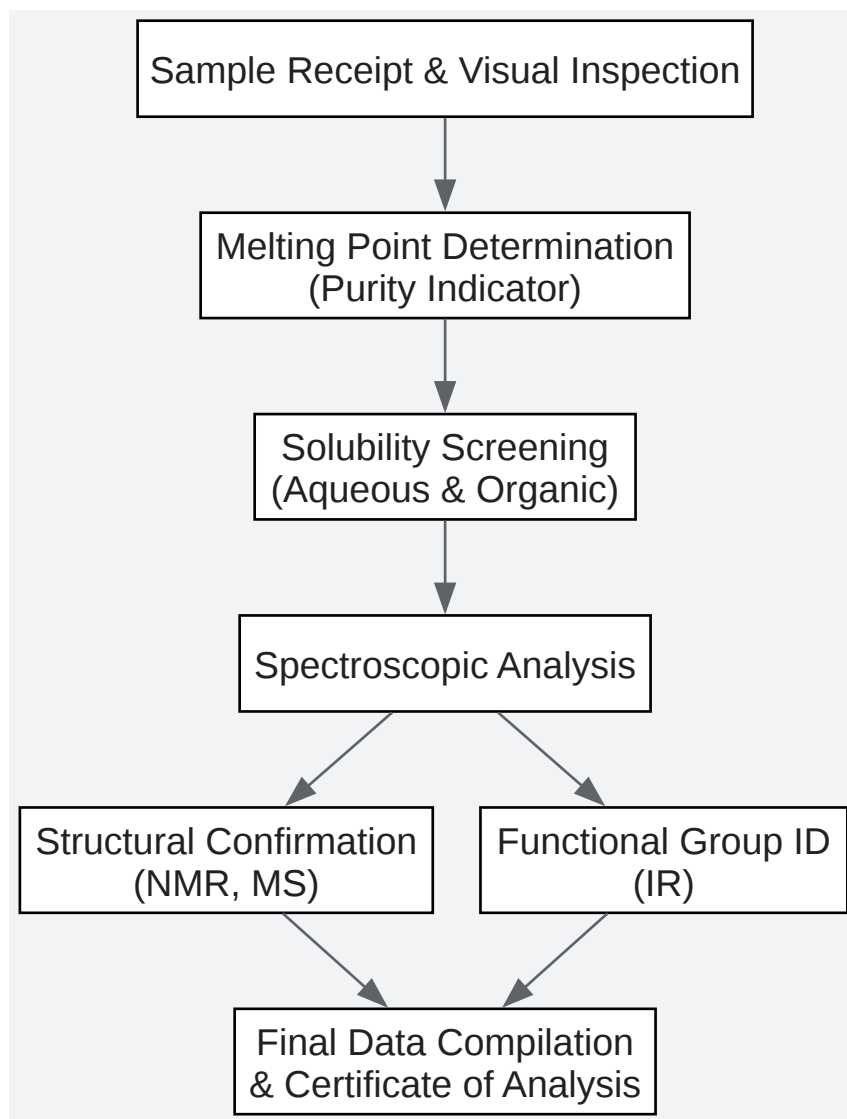 Sample Receipt & Visual Inspection
Melting Point Determination
(Purity Indicator)
Solubility Screening
(Aqueous & Organic)
Spectroscopic Analysis
Structural Confirmation
(NMR, MS)
Functional Group ID
(IR)
Final Data Compilation
& Certificate of Analysis